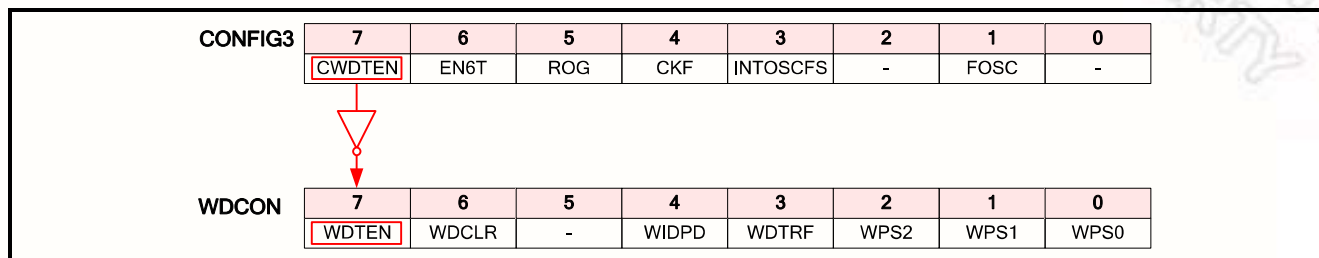 CONFIG3 7 6 5 4 3 2 1 0
CWDTEN EN6T ROG CKF INTOSCFS - FOSC -
WDCON 7 6 5 4 3 2 1 0
WDTEN WDCLR - WIDPD WDTRF WPS2 WPS1 WPS0